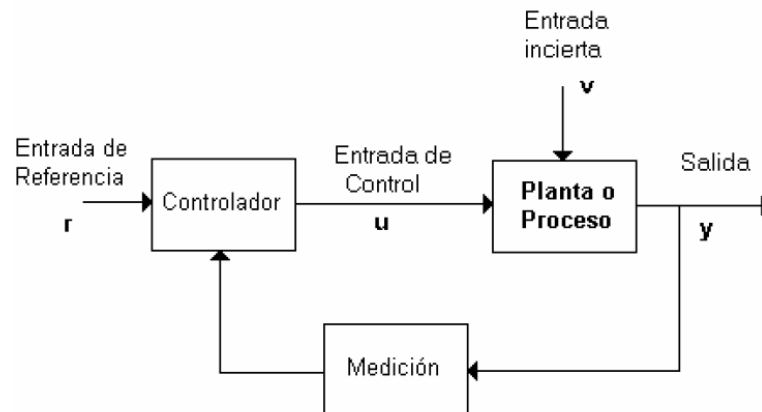 Entrada
incierta
v
Entrada de
Referencia
r
Controlador
Entrada de
Control
u
Planta o
Proceso
Salida
y
Medición